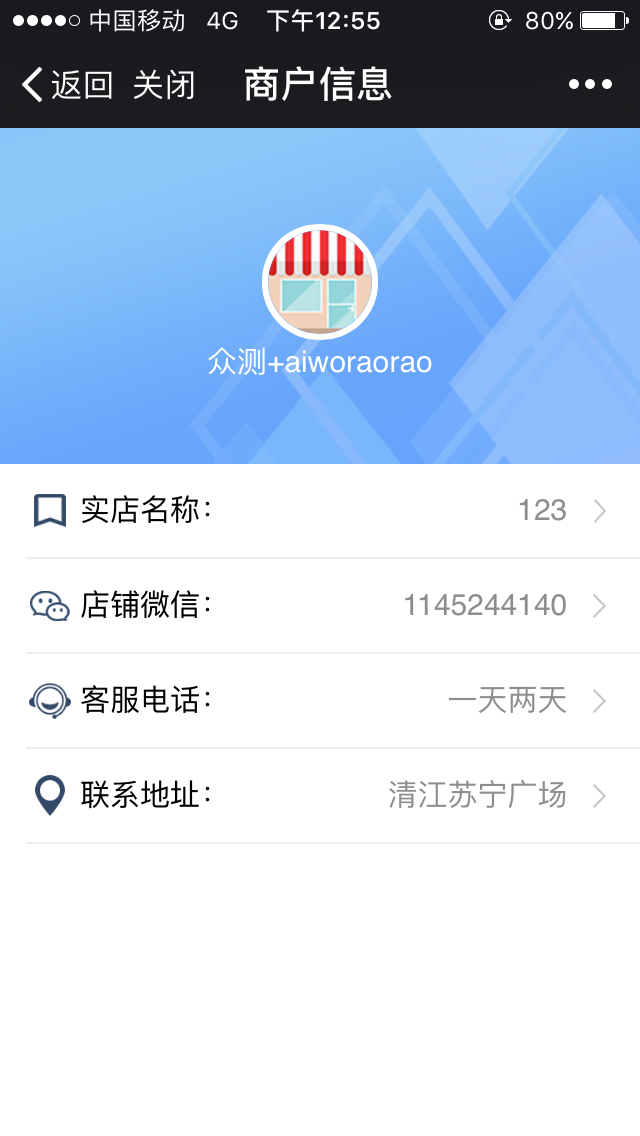 中国移动 4G 下午12:55 80%
返回 关闭 商户信息
众测+aiworaorao
实店名称： 123
店铺微信： 1145244140
客服电话： 一天两天
联系地址： 清江苏宁广场